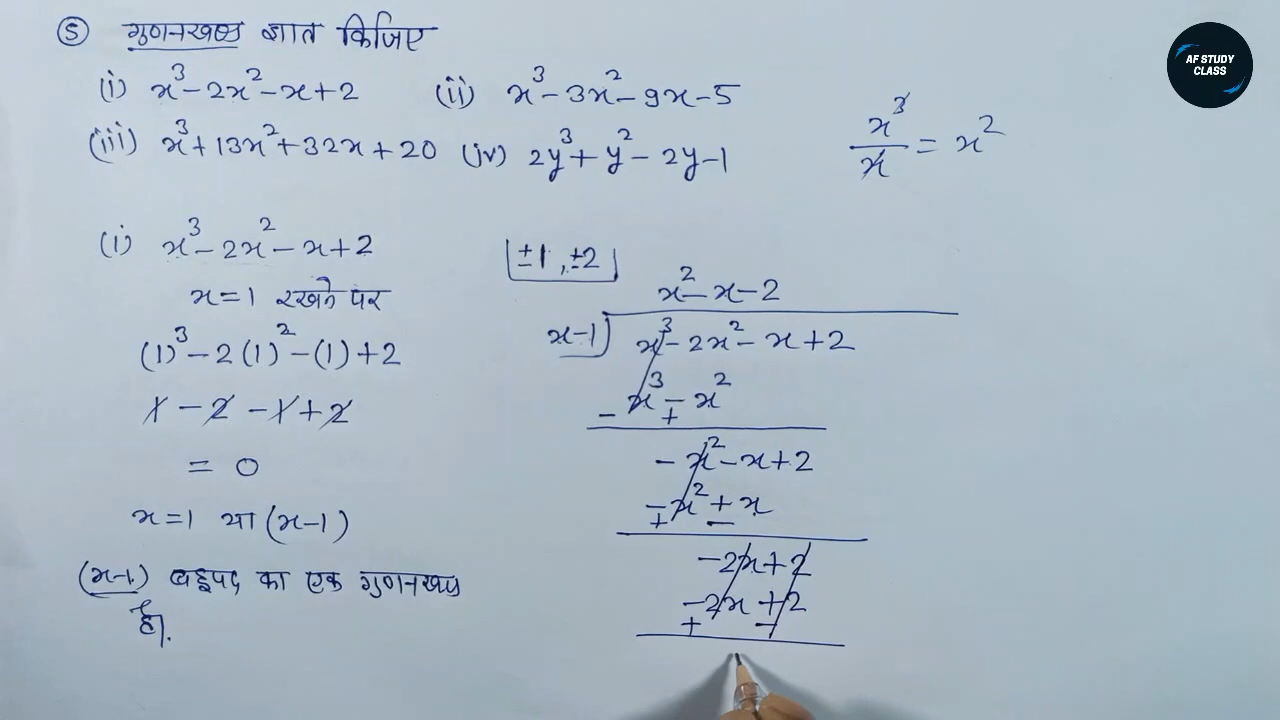 ⑤ गुणनखण्ड ज्ञात किजिए
(i) x³ - 2x² - x + 2 (ii) x³ - 3x² - 9x - 5
(iii) x³ + 13x² + 32x + 20 (iv) 2y³ + y² - 2y - 1
x³/x = x²
(i) x³ - 2x² - x + 2
x = 1 रखने पर
(1)³ - 2(1)² - (1) + 2
1 - 2 - 1 + 2
= 0
x = 1 या (x - 1)
(x-1) बहुपद का एक गुणनखण्ड
है।
±1, ±2
x² - x - 2
x-1) x³ - 2x² - x + 2
x³ - x²
- +
- x² - x + 2
- x² + x
+ -
-2x + 2
-2x + 2
+ -
AF STUDY
CLASS